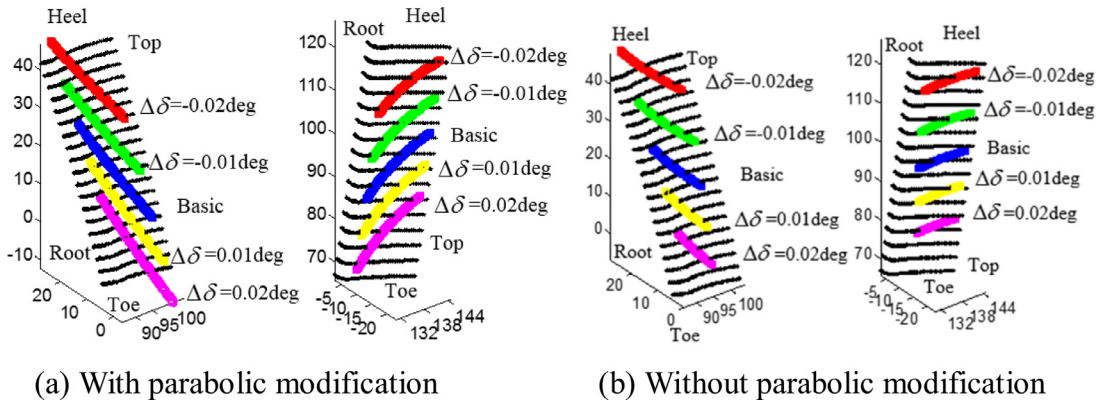 Heel
Top
40
30
20
10
0
-10
Δδ=-0.02deg
Δδ=-0.01deg
Basic
Δδ=0.01deg
Δδ=0.02deg
Root
Toe
20
10
0
90 95 100
Heel
Root
120
110
100
90
80
70
Δδ=-0.02deg
Δδ=-0.01deg
Basic
Δδ=0.01deg
Δδ=0.02deg
Top
Toe
-5
-10
-15
-20
132 138 144
Heel
Top
40
30
20
10
0
Δδ=-0.02deg
Δδ=-0.01deg
Basic
Δδ=0.01deg
Δδ=0.02deg
Root
Toe
20
10
0
90 95 100
Heel
Root
120
110
100
90
80
70
Δδ=-0.02deg
Δδ=-0.01deg
Basic
Δδ=0.01deg
Δδ=0.02deg
Top
Toe
-5
-10
-15
-20
132 138 144
(a) With parabolic modification
(b) Without parabolic modification